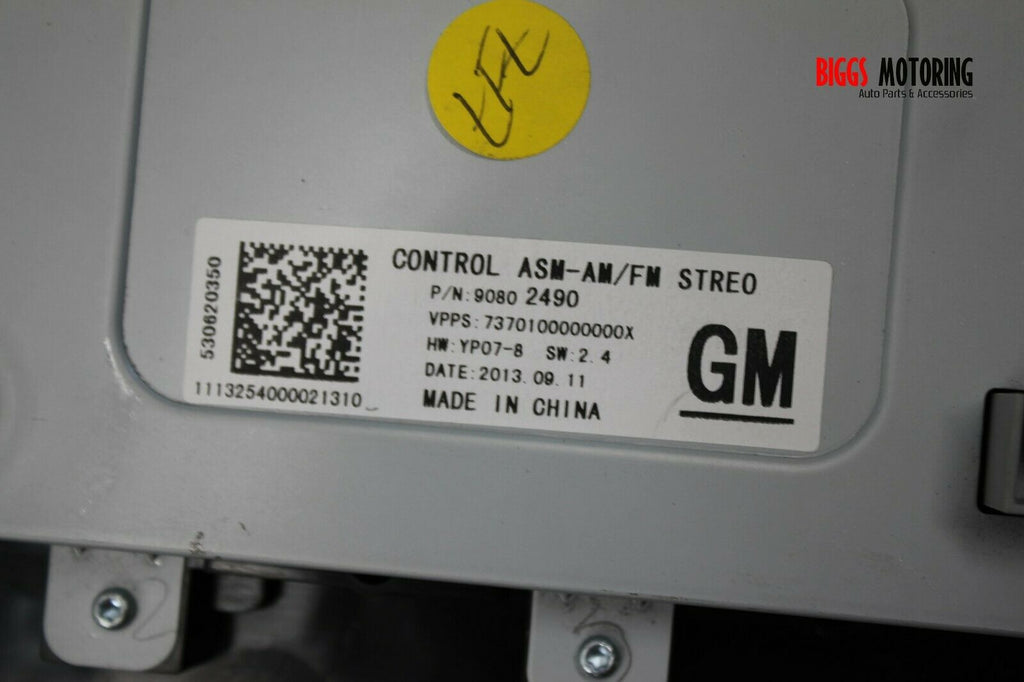 BIGGS MOTORING
Auto Parts & Accessories
CONTROL ASM-AM/FM STREO
P/N:9080 2490
VPPS:7370100000000X
HW:YP07-8 SW:2.4
DATE:2013.09.11
MADE IN CHINA
GM
530620350
1113254000021310
2